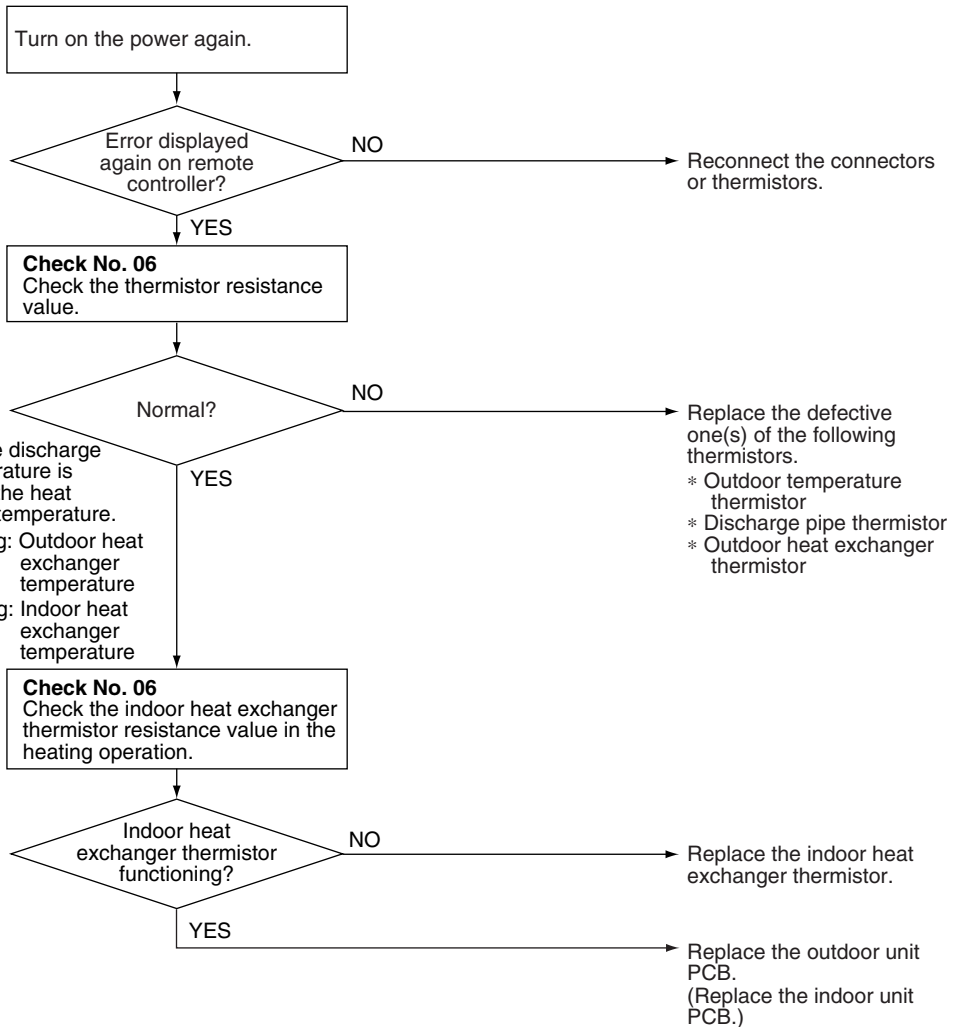 Turn on the power again.
Error displayed
again on remote
controller?
NO
Reconnect the connectors
or thermistors.
YES
Check No. 06
Check the thermistor resistance
value.
Normal?
NO
Replace the defective
one(s) of the following
thermistors.
* Outdoor temperature
thermistor
* Discharge pipe thermistor
* Outdoor heat exchanger
thermistor
YES
discharge
rature is
the heat
temperature.
g: Outdoor heat
exchanger
temperature
g: Indoor heat
exchanger
temperature
Check No. 06
Check the indoor heat exchanger
thermistor resistance value in the
heating operation.
Indoor heat
exchanger thermistor
functioning?
NO
Replace the indoor heat
exchanger thermistor.
YES
Replace the outdoor unit
PCB.
(Replace the indoor unit
PCB.)